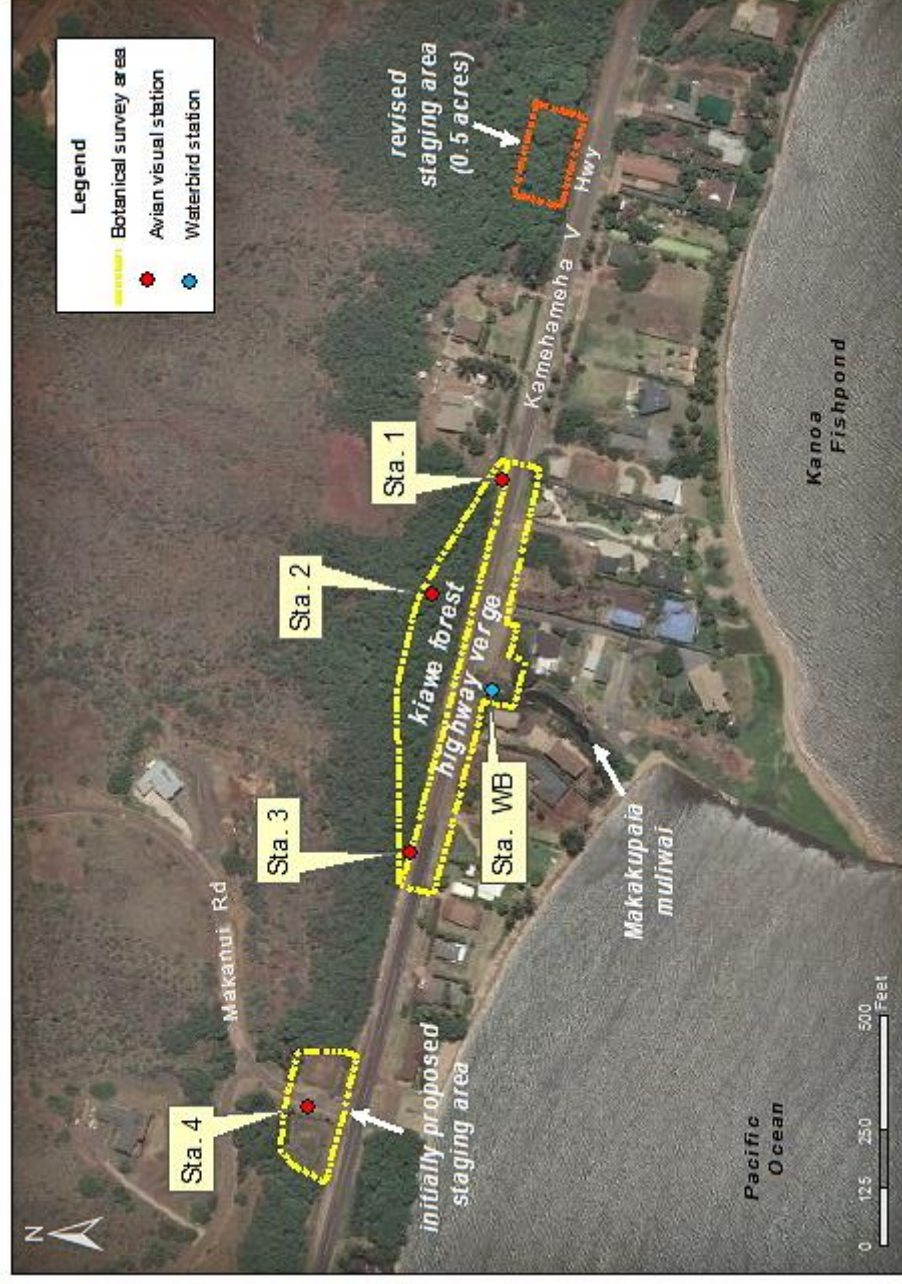 N
Legend
Botanical survey area
Avian visual station
Waterbird station
Sta. 4
Makanui Rd
Sta. 3
Sta. 2
Sta. 1
revised
staging area
(0.5 acres)
kiawe forest
highway verge
Kamehameha V Hwy
initially proposed
staging area
Sta. WB
Makakupaia
muliwai
Pacific
Ocean
Kanoa
Fishpond
0 125 250 500
Feet